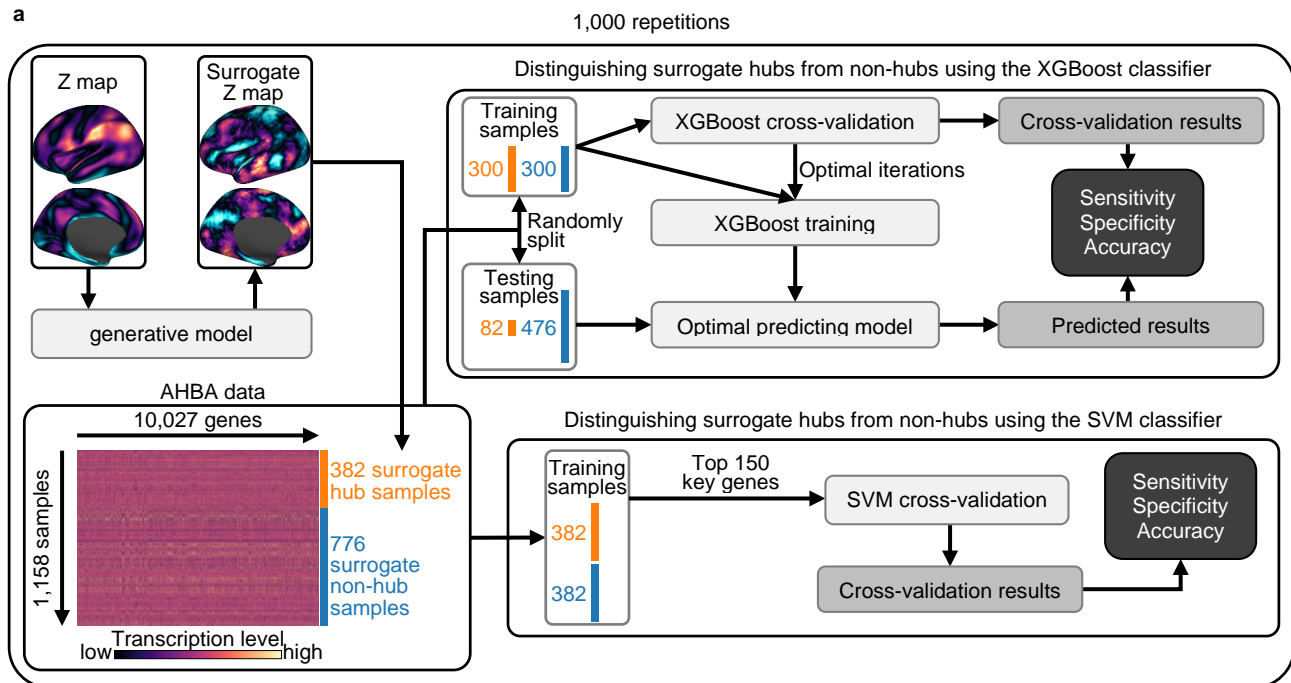 a
1,000 repetitions
Z map
Surrogate
Z map
generative model
Distinguishing surrogate hubs from non-hubs using the XGBoost classifier
Training
samples
300 300
Randomly
split
Testing
samples
82 476
XGBoost cross-validation
Optimal iterations
XGBoost training
Optimal predicting model
Cross-validation results
Sensitivity
Specificity
Accuracy
Predicted results
AHBA data
10,027 genes
1,158 samples
382 surrogate
hub samples
776
surrogate
non-hub
samples
Transcription level
low high
Distinguishing surrogate hubs from non-hubs using the SVM classifier
Training
samples
382
382
Top 150
key genes
SVM cross-validation
Cross-validation results
Sensitivity
Specificity
Accuracy